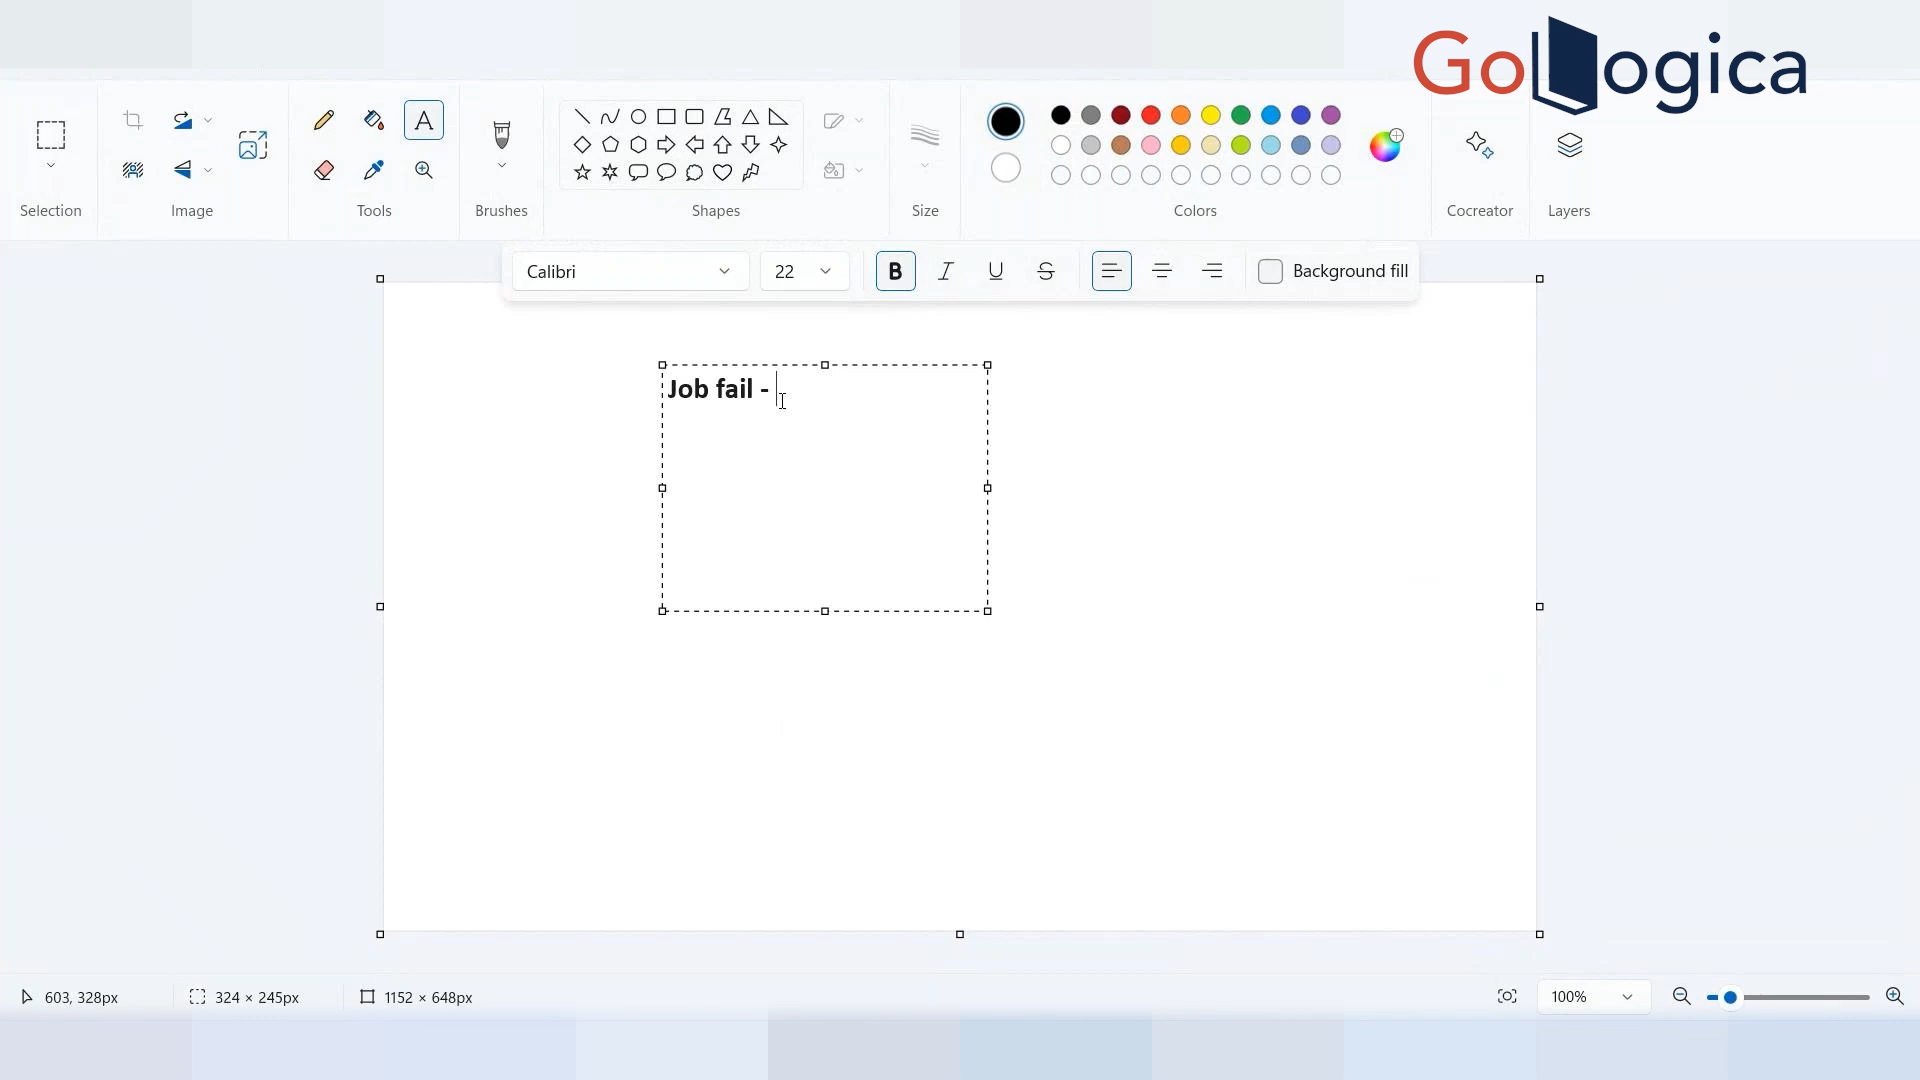 GoLogica
Selection
Image
Tools
Brushes
Shapes
Size
Colors
Cocreator
Layers
Calibri
22
B
I
U
S
Background fill
Job fail -
603, 328px
324 × 245px
1152 × 648px
100%